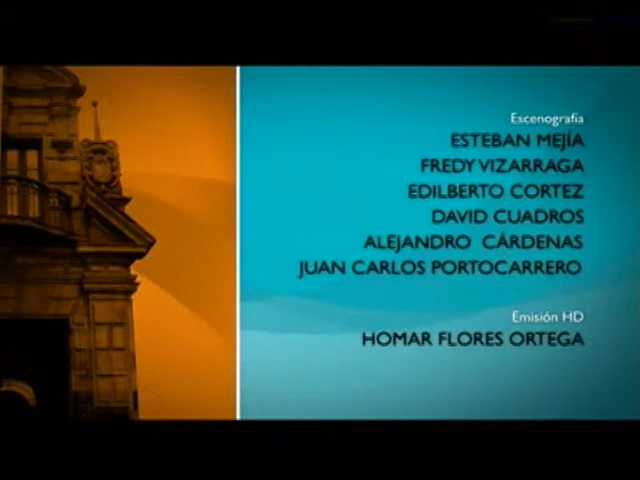 Escenografía
ESTEBAN MEJÍA
FREDY VIZARRAGA
EDILBERTO CORTEZ
DAVID CUADROS
ALEJANDRO CÁRDENAS
JUAN CARLOS PORTOCARRERO
Emisión HD
HOMAR FLORES ORTEGA